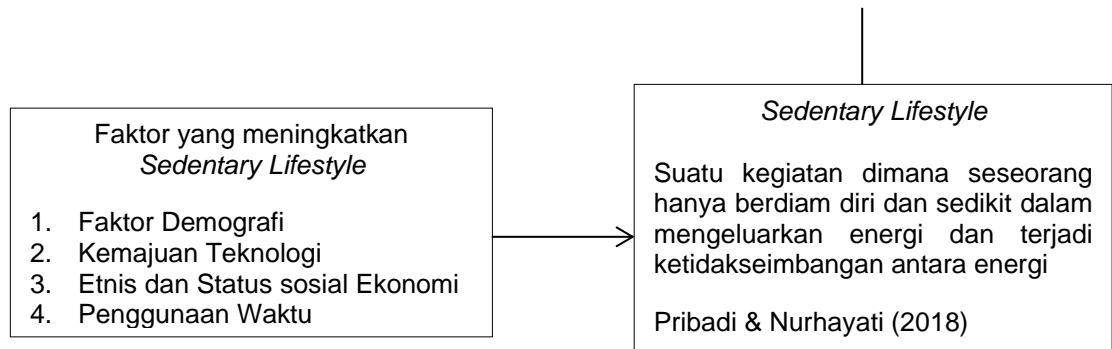 Faktor yang meningkatkan
Sedentary Lifestyle
1. Faktor Demografi
2. Kemajuan Teknologi
3. Etnis dan Status sosial Ekonomi
4. Penggunaan Waktu
Sedentary Lifestyle
Suatu kegiatan dimana seseorang
hanya berdiam diri dan sedikit dalam
mengeluarkan energi dan terjadi
ketidakseimbangan antara energi
Pribadi & Nurhayati (2018)